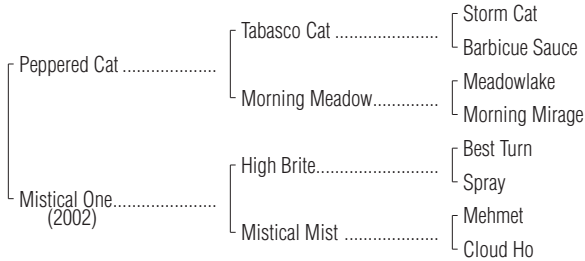 Storm Cat
Tabasco Cat ..................
Barbicue Sauce
Peppered Cat ....................
Meadowlake
Morning Meadow..............
Morning Mirage
Best Turn
High Brite..........................
Spray
Mistical One......................
(2002)
Mehmet
Mistical Mist ....................
Cloud Ho